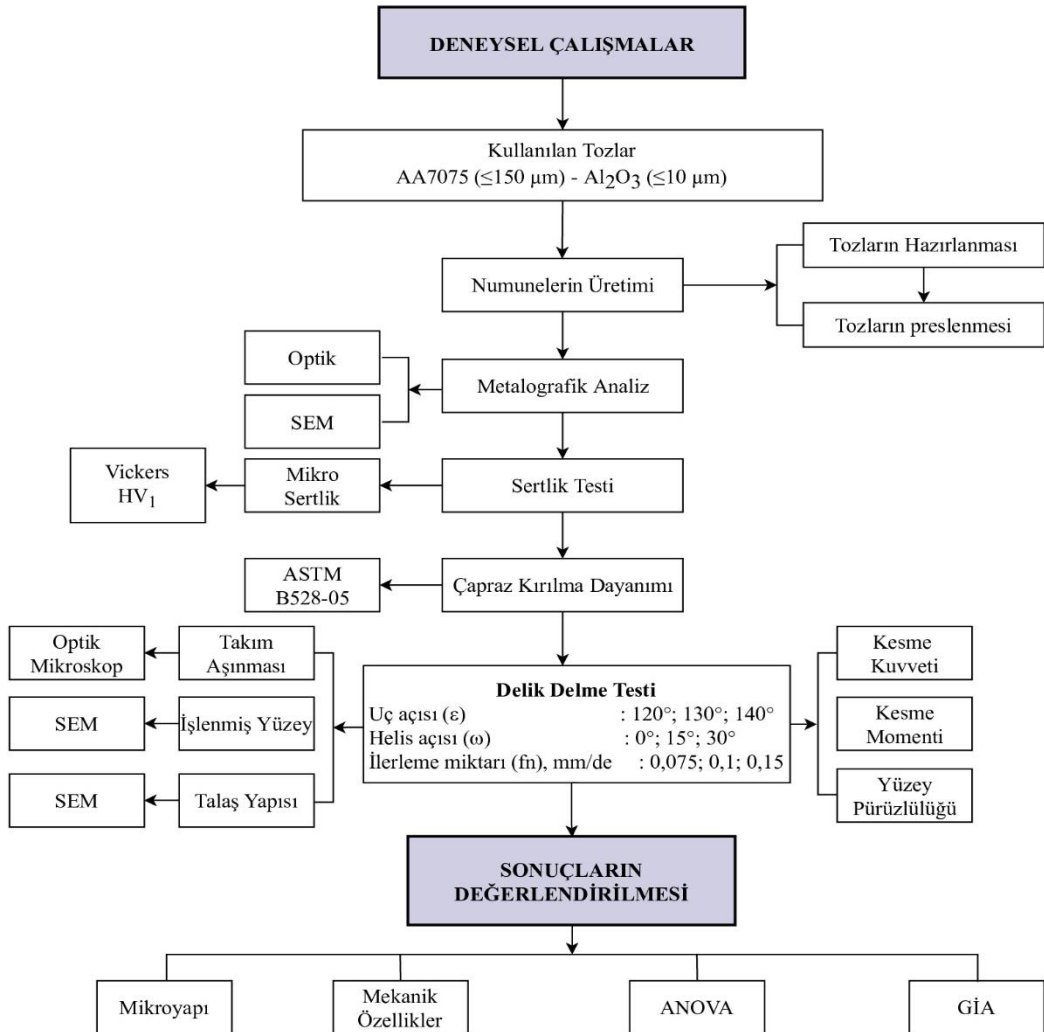 DENEYSEL ÇALIŞMALAR
Kullanılan Tozlar
AA7075 (≤150 µm) - Al₂O₃ (≤10 µm)
Numunelerin Üretimi
Tozların Hazırlanması
Tozların preslenmesi
Optik
SEM
Metalografik Analiz
Vickers
HV₁
Mikro
Sertlik
Sertlik Testi
ASTM
B528-05
Çapraz Kırılma Dayanımı
Optik
Mikroskop
Takım
Aşınması
SEM
İşlenmiş Yüzey
SEM
Talaş Yapısı
Delik Delme Testi
Uç açısı (ε) : 120°; 130°; 140°
Helis açısı (ω) : 0°; 15°; 30°
İlerleme miktarı (fn), mm/de : 0,075; 0,1; 0,15
Kesme
Kuvveti
Kesme
Momenti
Yüzey
Pürüzlülüğü
SONUÇLARIN
DEĞERLENDİRİLMESİ
Mikroyapı
Mekanik
Özellikler
ANOVA
GİA